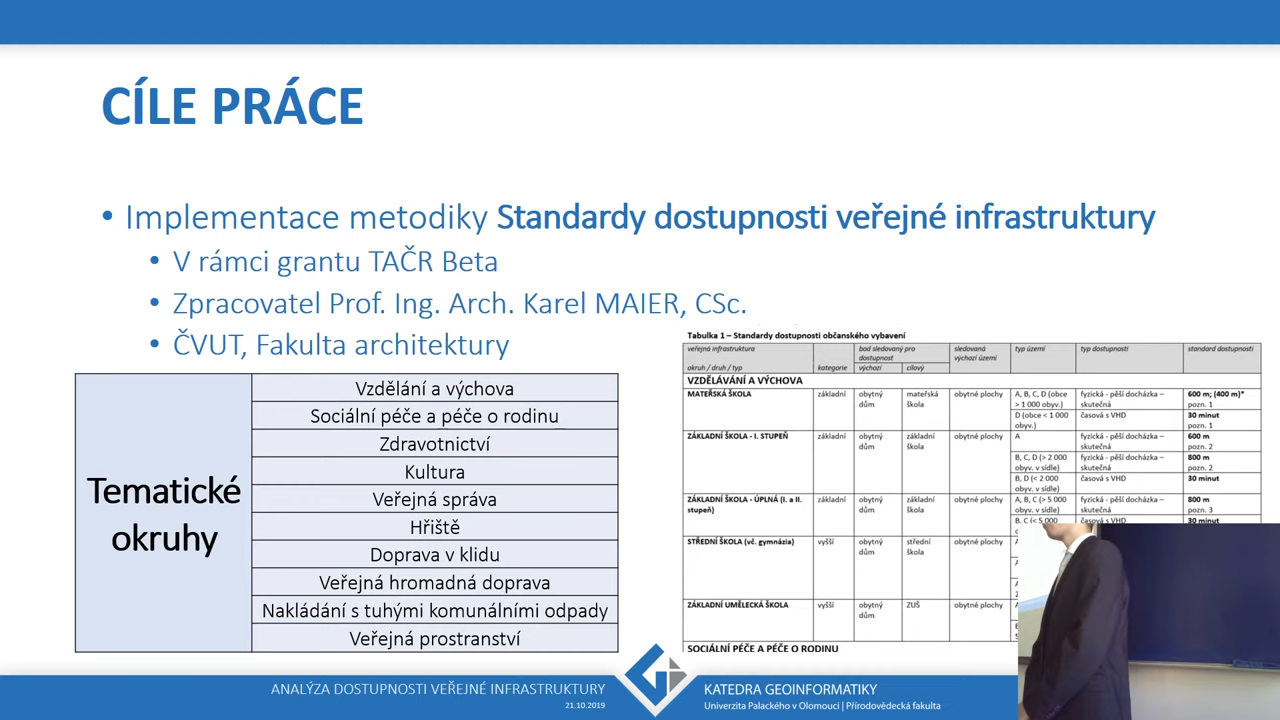 CÍLE PRÁCE
• Implementace metodiky Standardy dostupnosti veřejné infrastruktury
• V rámci grantu TAČR Beta
• Zpracovatel Prof. Ing. Arch. Karel MAIER, CSc.
• ČVUT, Fakulta architektury
Tematické
okruhy
Vzdělání a výchova
Sociální péče a péče o rodinu
Zdravotnictví
Kultura
Veřejná správa
Hřiště
Doprava v klidu
Veřejná hromadná doprava
Nakládání s tuhými komunálními odpady
Veřejná prostranství
Tabulka 1 – Standardy dostupnosti občanského vybavení
veřejná infrastruktura bod sledovaný pro sledovaná typ území typ dostupnosti standard dostupnosti
dostupnost výchozí území
okruh / druh / typ kategorie výchozí cílový
VZDĚLÁVÁNÍ A VÝCHOVA
MATEŘSKÁ ŠKOLA základní obytný mateřská obytné plochy A, B, C, D (obce fyzická - pěší docházka – 600 m; (400 m)*
dům škola > 1 000 obyv.) skutečná pozn. 1
D (obce < 1 000 časová s VHD 30 minut
obyv.) pozn. 1
ZÁKLADNÍ ŠKOLA - I. STUPEŇ základní obytný základní obytné plochy A fyzická - pěší docházka – 600 m
dům škola skutečná pozn. 2
B, C, D (> 2 000 fyzická - pěší docházka – 800 m
obyv. v sídle) skutečná pozn. 2
B, D (< 2 000 časová s VHD 30 minut
obyv. v sídle)
ZÁKLADNÍ ŠKOLA - ÚPLNÁ (I. a II. základní obytný základní obytné plochy A, B, C (> 5 000 fyzická - pěší docházka – 800 m
stupeň) dům škola obyv. v sídle) skutečná pozn. 3
B, C (< 5 000 časová s VHD 30 minut
STŘEDNÍ ŠKOLA (vč. gymnázia) vyšší obytný střední obytné plochy
dům škola
ZÁKLADNÍ UMĚLECKÁ ŠKOLA vyšší obytný ZUŠ obytné plochy
dům
SOCIÁLNÍ PÉČE A PÉČE O RODINU
ANALÝZA DOSTUPNOSTI VEŘEJNÉ INFRASTRUKTURY
21.10.2019
KATEDRA GEOINFORMATIKY
Univerzita Palackého v Olomouci | Přírodovědecká fakulta